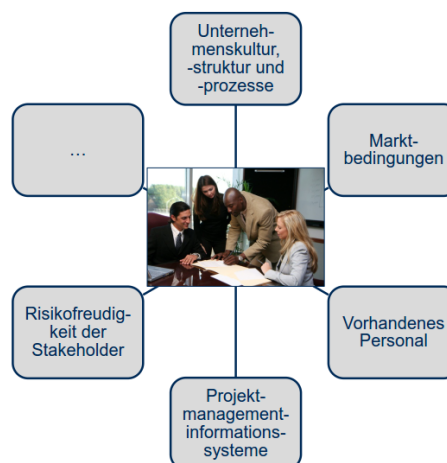 Unterneh-
menskultur,
-struktur und
-prozesse
…
Markt-
bedingungen
Risikofreudig-
keit der
Stakeholder
Vorhandenes
Personal
Projekt-
management-
informations-
systeme